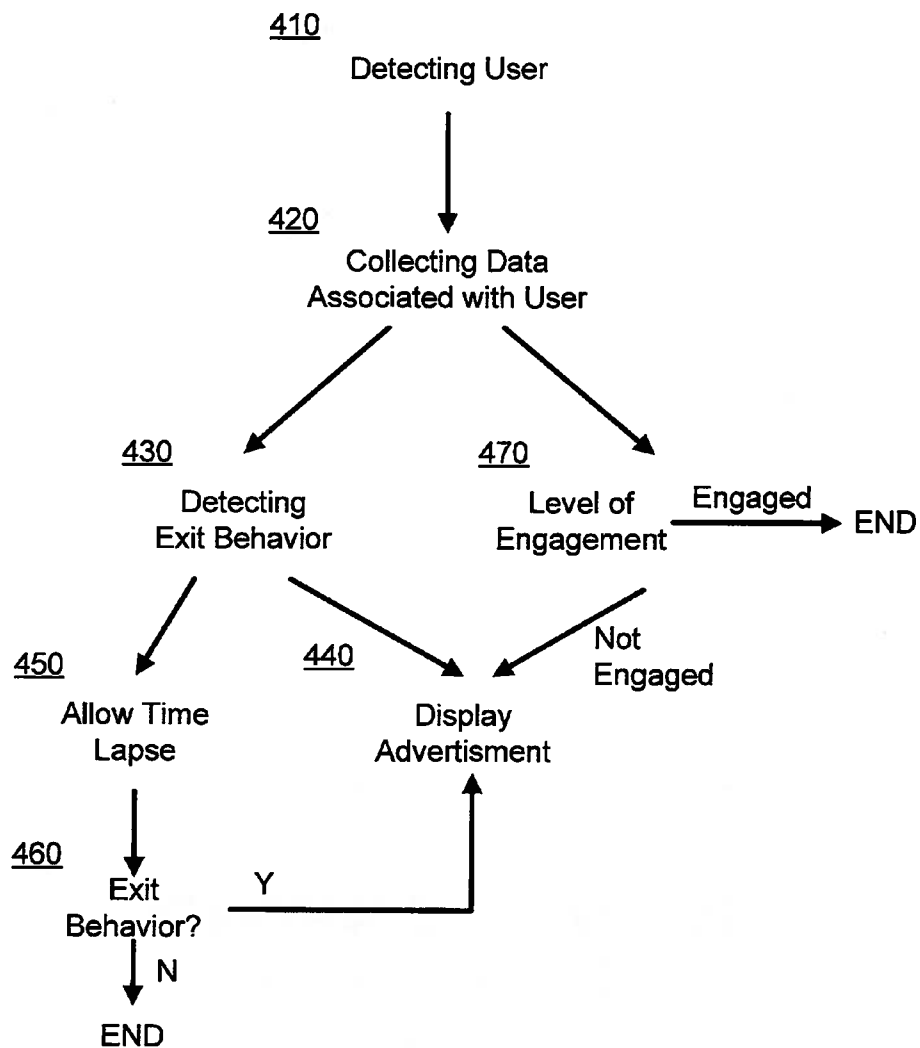 410
Detecting User
420
Collecting Data
Associated with User
430
Detecting
Exit Behavior
470
Level of
Engagement
Engaged
END
450
Allow Time
Lapse
440
Display
Advertisment
Not
Engaged
460
Exit
Behavior?
Y
N
END